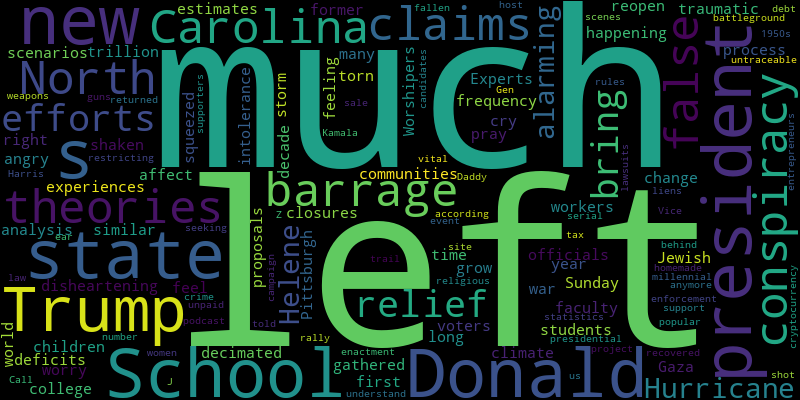 new
estimates
former
fallen
host
reopen
traumatic
debt
battleground
Carolina
claims
scenes
1950s
happening
process
untraceable
scenarios
trillion
many
torn
feeling
storm
Experts
Gen
frequency
alarming
false
president
North
weapons
guns
returned
squeezed
supporters
intolerance
much
sale
Kamala
Worshipers
candidates
cry
pray
bring
rules
conspiracy
entrepreneurs
efforts
right
shaken
angry
restricting
Harris
s
decade
affect
vital
communities
Daddy
change
lawsuits
liens
experiences
theories
barrage
according
workers
serial
Vice
analysis
similar
z
closures
proposals
event
time
tax
officials
behind
site
Jewish
state
ear
seeking
left
Helene
Pittsburgh
trail
grow
religious
year
Sunday
homemade
millennial
anymore
disheartening
feel
campaign
war
Gaza
enforcement
support
cryptocurrency
Trump
law
crime
unpaid
podcast
told
relief
faculty
statistics
popular
world
number
rally
voters
long
students
presidential
children
women
decimated
enactment
gathered
climate
project
recovered
deficits
worry
Call
college
School
J
first
understand
Donald
us
Gaza
shot
Hurricane